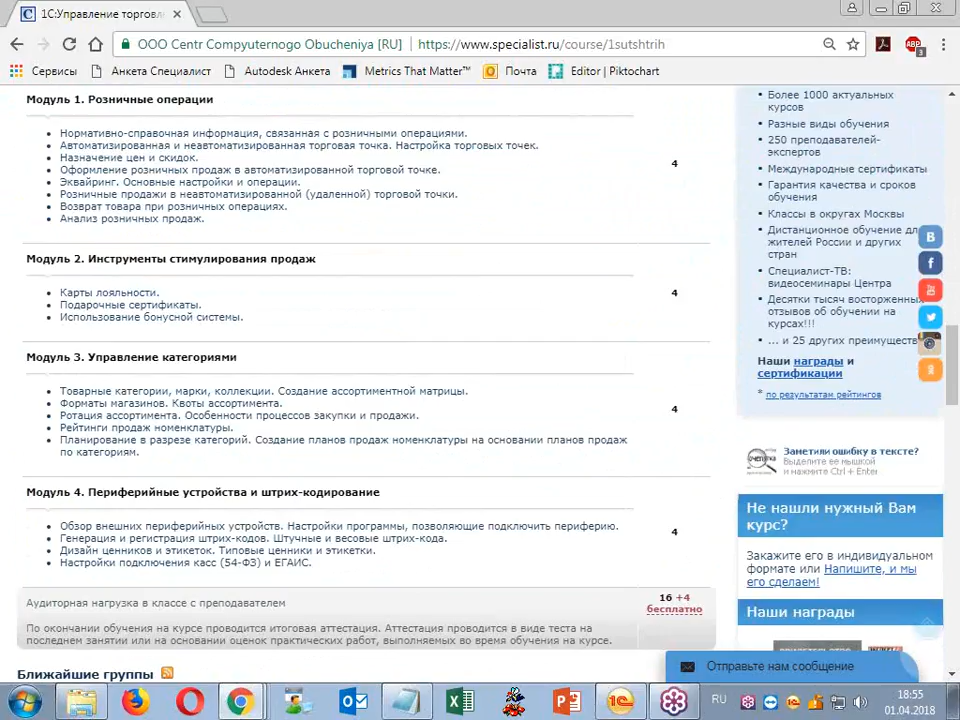 1С:Управление торговл
ООО Centr Compyuternogo Obucheniya [RU]
https://www.specialist.ru/course/1sutshtrih
ABP
3
Сервисы
Анкета Специалист
Autodesk Анкета
Metrics That Matter™
Почта
Editor | Piktochart
Модуль 1. Розничные операции
• Нормативно-справочная информация, связанная с розничными операциями.
• Автоматизированная и неавтоматизированная торговая точка. Настройка торговых точек.
• Назначение цен и скидок.
• Оформление розничных продаж в автоматизированной торговой точке.
• Эквайринг. Основные настройки и операции.
• Розничные продажи в неавтоматизированной (удаленной) торговой точки.
• Возврат товара при розничных операциях.
• Анализ розничных продаж.
4
Модуль 2. Инструменты стимулирования продаж
• Карты лояльности.
• Подарочные сертификаты.
• Использование бонусной системы.
4
Модуль 3. Управление категориями
• Товарные категории, марки, коллекции. Создание ассортиментной матрицы.
• Форматы магазинов. Квоты ассортимента.
• Ротация ассортимента. Особенности процессов закупки и продажи.
• Рейтинги продаж номенклатуры.
• Планирование в разрезе категорий. Создание планов продаж номенклатуры на основании планов продаж
по категориям.
4
Модуль 4. Периферийные устройства и штрих-кодирование
• Обзор внешних периферийных устройств. Настройки программы, позволяющие подключить периферию.
• Генерация и регистрация штрих-кодов. Штучные и весовые штрих-кода.
• Дизайн ценников и этикеток. Типовые ценники и этикетки.
• Настройки подключения касс (54-ФЗ) и ЕГАИС.
4
Аудиторная нагрузка в классе с преподавателем
16 +4
бесплатно
По окончании обучения на курсе проводится итоговая аттестация. Аттестация проводится в виде теста на
последнем занятии или на основании оценок практических работ, выполняемых во время обучения на курсе.
Ближайшие группы
• Более 1000 актуальных
курсов
• Разные виды обучения
• 250 преподавателей-
экспертов
• Международные сертификаты
• Гарантия качества и сроков
обучения
• Классы в округах Москвы
• Дистанционное обучение для
жителей России и других
стран
• Специалист-ТВ:
видеосеминары Центра
• Десятки тысяч восторженных
отзывов об обучении на
курсах!!!
• ... и 25 других преимуществ
Наши награды и
сертификации
* по результатам рейтингов
Заметили ошибку в тексте?
Выделите ее мышкой
и нажмите Ctrl + Enter
Не нашли нужный Вам
курс?
Закажите его в индивидуальном
формате или Напишите, и мы
его сделаем!
Наши награды
Отправьте нам сообщение
RU
18:55
01.04.2018